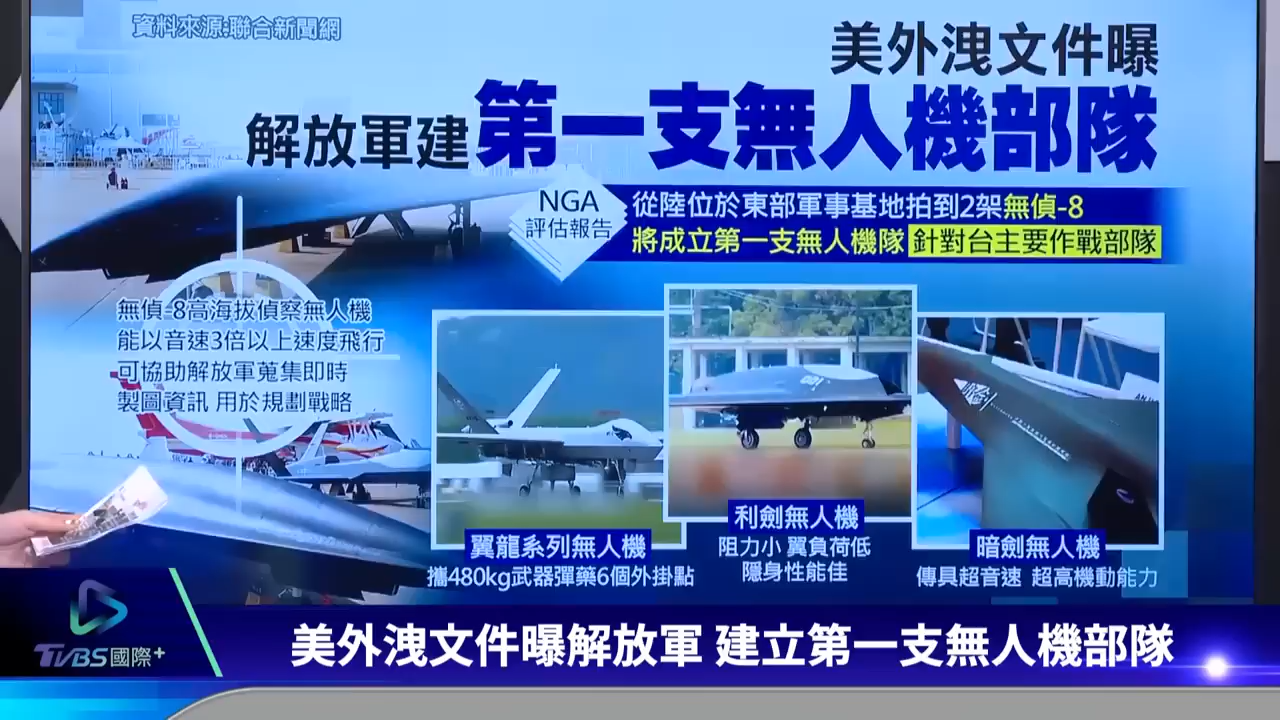 資料來源:聯合新聞網
美外洩文件曝
解放軍建第一支無人機部隊
NGA
評估報告
從陸位於東部軍事基地拍到2架無偵-8
將成立第一支無人機隊 針對台主要作戰部隊
無偵-8高海拔偵察無人機
能以音速3倍以上速度飛行
可協助解放軍蒐集即時
製圖資訊 用於規劃戰略
翼龍系列無人機
攜480kg武器彈藥6個外掛點
利劍無人機
阻力小 翼負荷低
隱身性能佳
暗劍無人機
傳具超音速 超高機動能力
美外洩文件曝解放軍 建立第一支無人機部隊
TVBS國際+